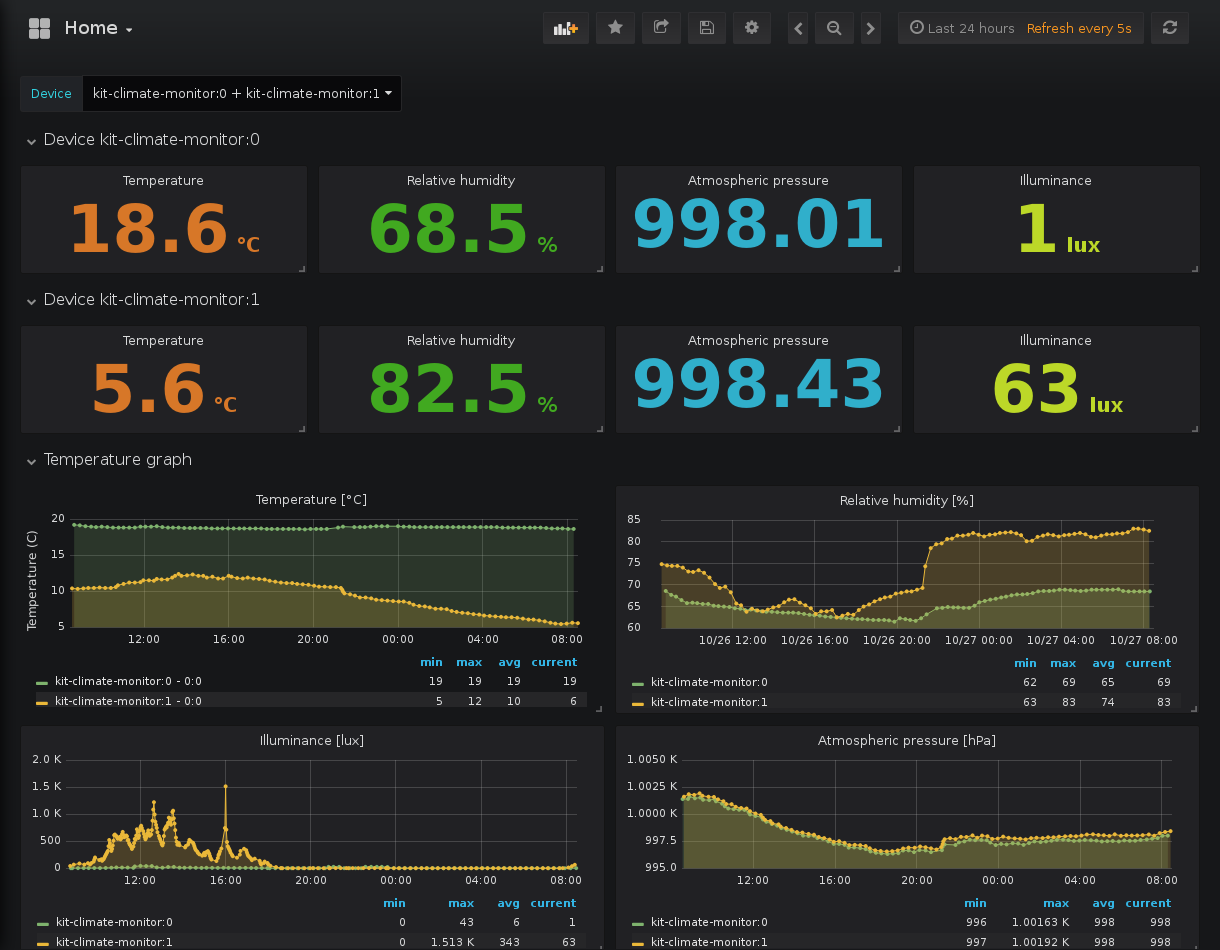 Home
Last 24 hours Refresh every 5s
Device kit-climate-monitor:0 + kit-climate-monitor:1
Device kit-climate-monitor:0
Temperature Relative humidity Atmospheric pressure Illuminance
18.6 °C 68.5 % 998.01 1 lux
Device kit-climate-monitor:1
Temperature Relative humidity Atmospheric pressure Illuminance
5.6 °C 82.5 % 998.43 63 lux
Temperature graph
Temperature [°C]
Temperature (C)
20
15
10
5
12:00 16:00 20:00 00:00 04:00 08:00
min max avg current
kit-climate-monitor:0 - 0:0 19 19 19 19
kit-climate-monitor:1 - 0:0 5 12 10 6
Relative humidity [%]
85
80
75
70
65
60
10/26 12:00 10/26 16:00 10/26 20:00 10/27 00:00 10/27 04:00 10/27 08:00
min max avg current
kit-climate-monitor:0 62 69 65 69
kit-climate-monitor:1 63 83 74 83
Illuminance [lux]
2.0 K
1.5 K
1.0 K
500
0
12:00 16:00 20:00 00:00 04:00 08:00
min max avg current
kit-climate-monitor:0 0 43 6 1
kit-climate-monitor:1 0 1.513 K 343 63
Atmospheric pressure [hPa]
1.0050 K
1.0025 K
1.0000 K
997.5
995.0
12:00 16:00 20:00 00:00 04:00 08:00
min max avg current
kit-climate-monitor:0 996 1.00163 K 998 998
kit-climate-monitor:1 997 1.00192 K 998 998